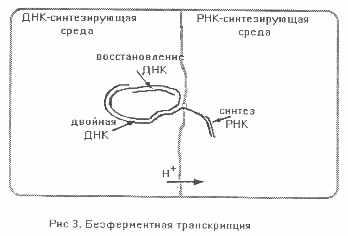 ДНК-синтезирующая
среда
РНК-синтезирующая
среда
восстановление
ДНК
двойная
ДНК
синтез
РНК
H⁺
Рис 3. Безферментная транскрипция